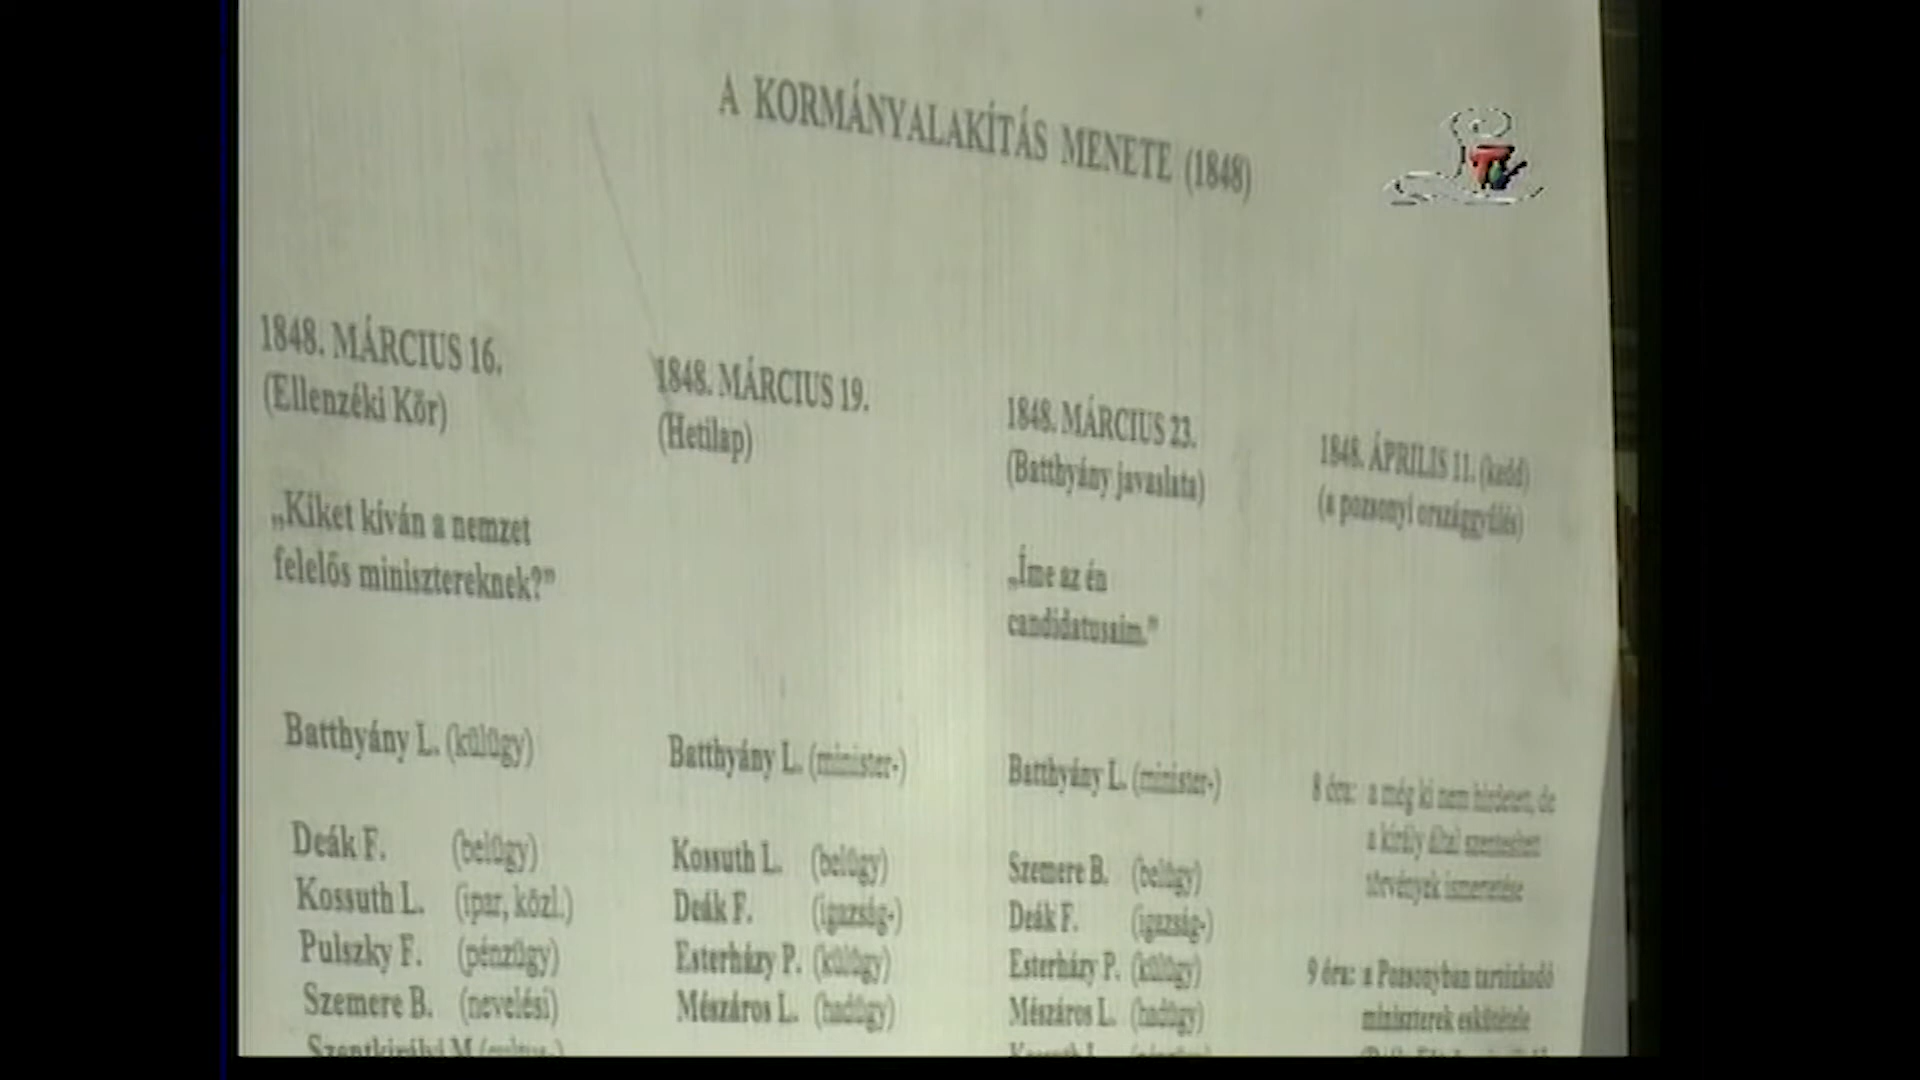 A KORMÁNYALAKÍTÁS MENETE (1848)
1848. MÁRCIUS 16.
(Ellenzéki Kör)
„Kiket kíván a nemzet
felelős minisztereknek?”
Batthyány L. (külügy)
Deák F. (belügy)
Kossuth L. (ipar, közl.)
Pulszky F. (pénzügy)
Szemere B. (nevelési)
Szentkirályi M.
1848. MÁRCIUS 19.
(Hetilap)
Batthyány L. (minister-)
Kossuth L. (belügy)
Deák F. (igazság-)
Esterházy P. (külügy)
Mészáros L. (hadügy)
1848. MÁRCIUS 23.
(Batthyány javaslata)
„Íme az én
candidatusaim.”
Batthyány L. (minister-)
Szemere B. (belügy)
Deák F. (igazság-)
Esterházy P. (külügy)
Mészáros L. (hadügy)
Kossuth L.
1848. ÁPRILIS 11. (kedd)
(a pozsonyi országgyűlés)
8 óra: a még ki nem hirdetett, de
a király által szentesített
törvények ismertetése
9 óra: a Pozsonyban tartózkodó
miniszterek eskütétele